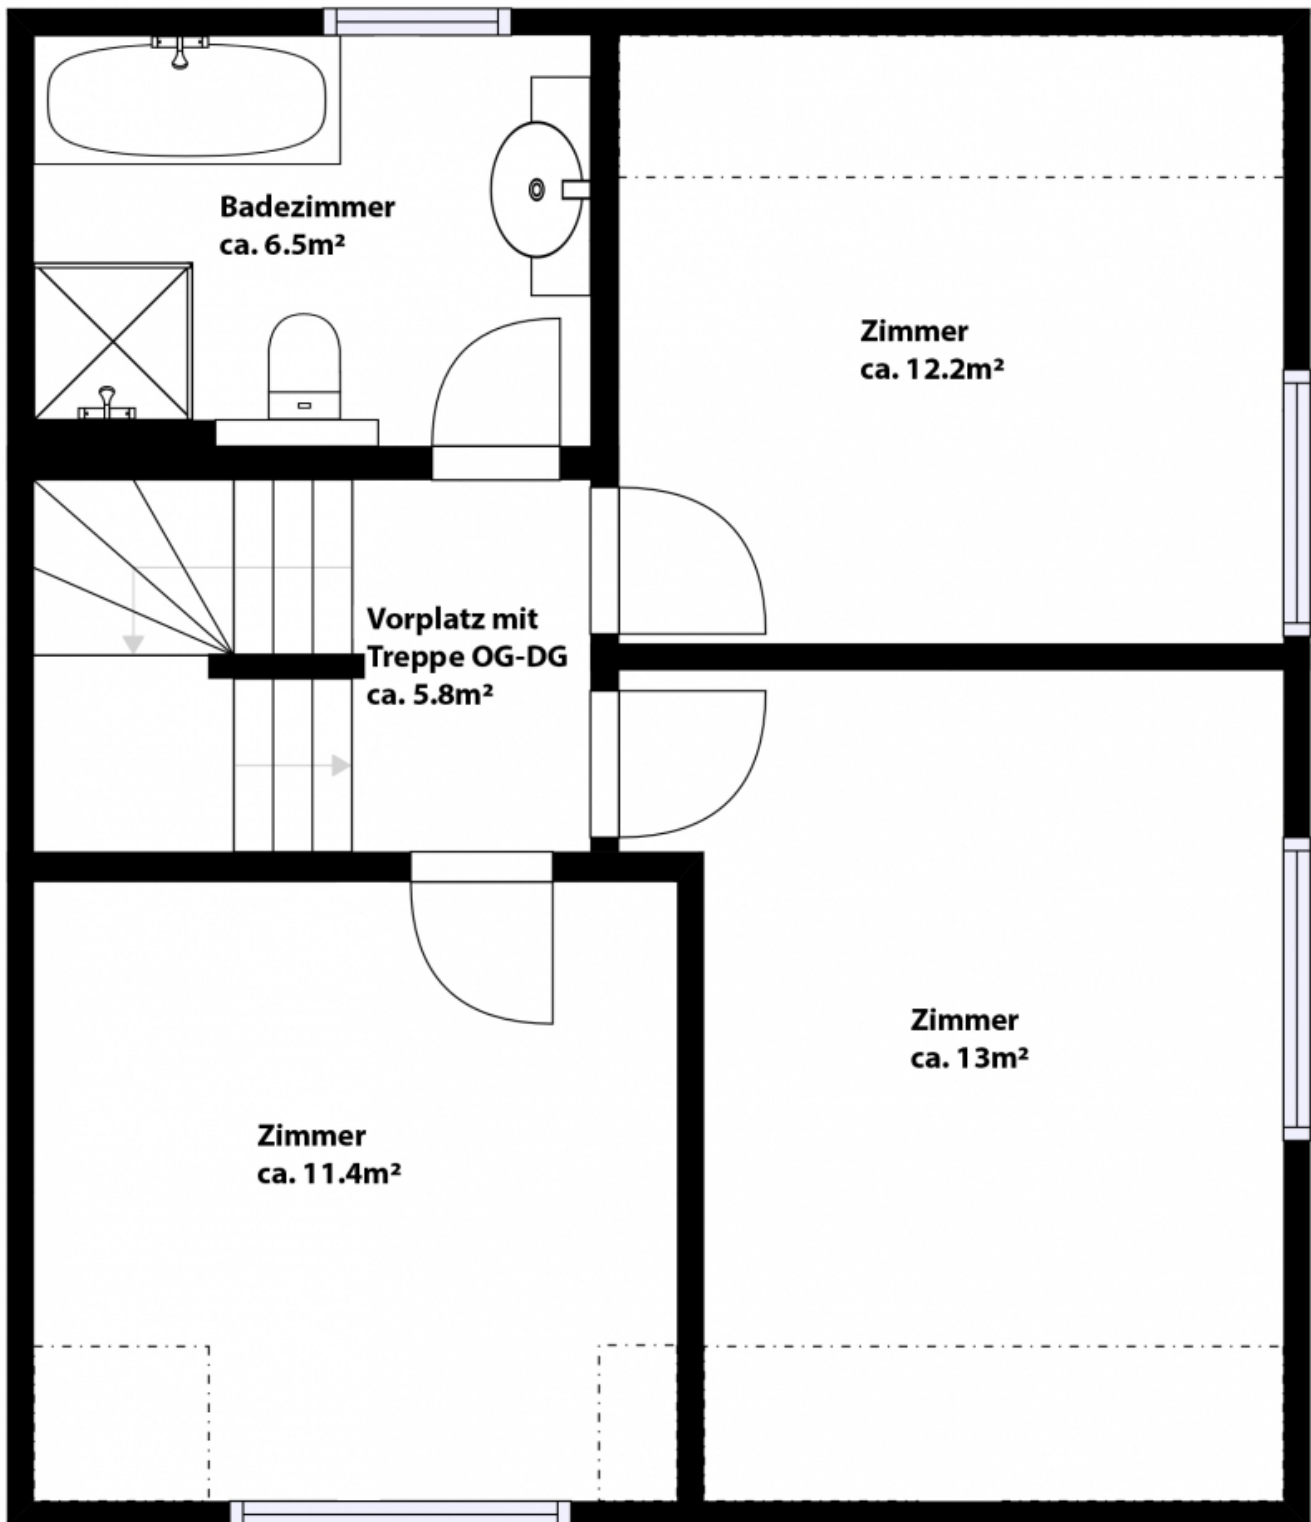 Badezimmer
ca. 6.5m²
Zimmer
ca. 12.2m²
Vorplatz mit
Treppe OG-DG
ca. 5.8m²
Zimmer
ca. 13m²
Zimmer
ca. 11.4m²